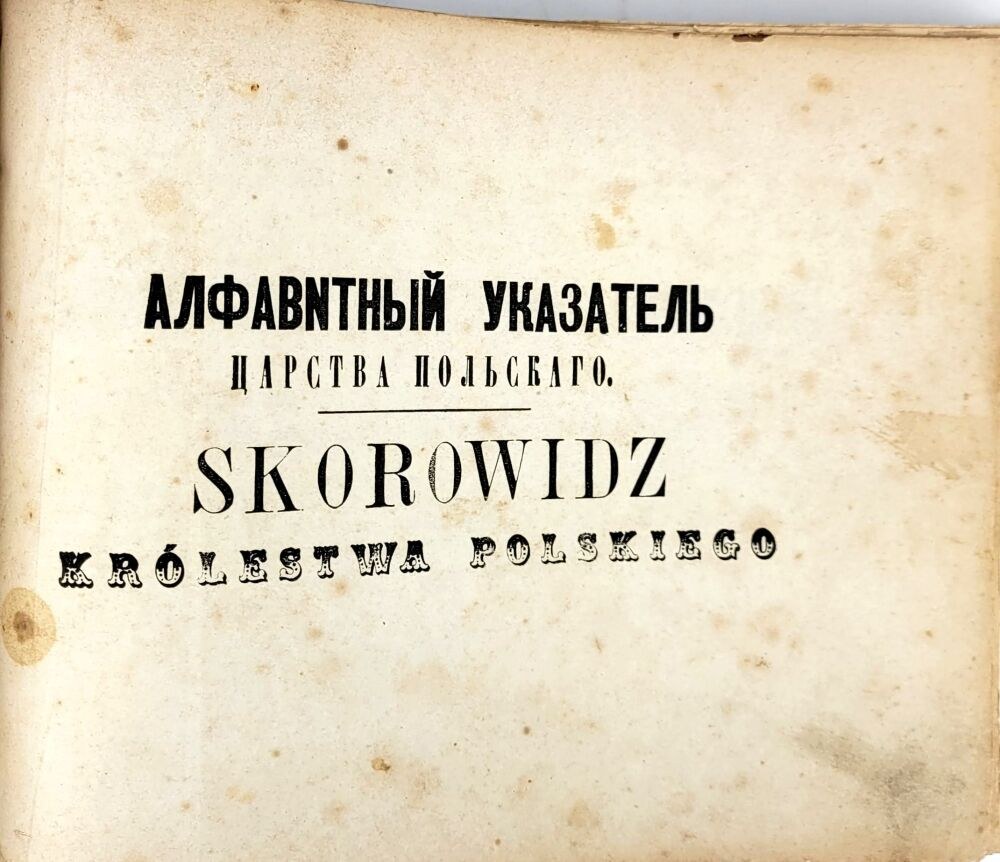 АЛФАВИТНЫЙ УКАЗАТЕЛЬ
ЦАРСТВА ПОЛЬСКАГО.
SKOROWIDZ
KRÓLESTWA POLSKIEGO